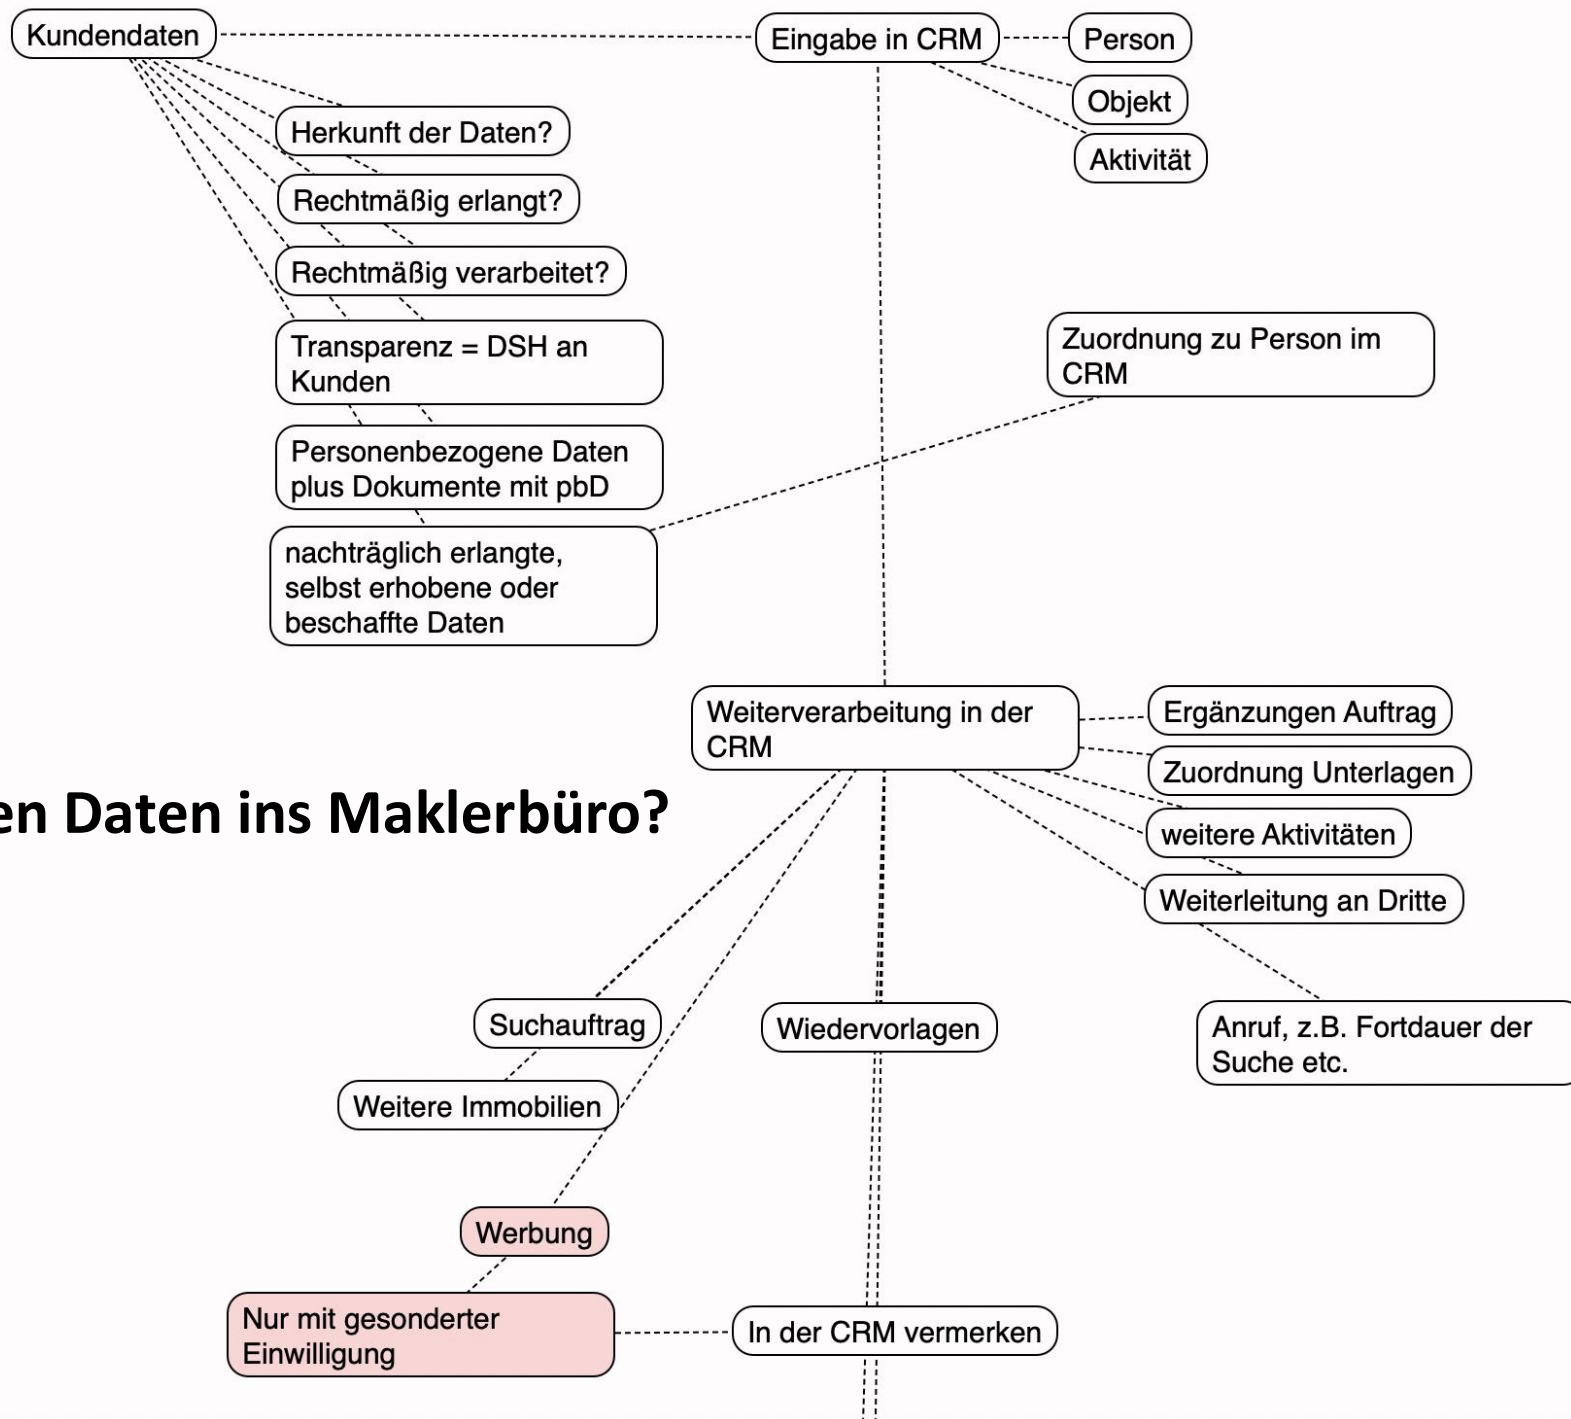 Kundendaten
Eingabe in CRM
Person
Objekt
Aktivität
Herkunft der Daten?
Rechtmäßig erlangt?
Rechtmäßig verarbeitet?
Transparenz = DSH an
Kunden
Personenbezogene Daten
plus Dokumente mit pbD
nachträglich erlangte,
selbst erhobene oder
beschaffte Daten
Zuordnung zu Person im
CRM
Weiterverarbeitung in der
CRM
Ergänzungen Auftrag
Zuordnung Unterlagen
weitere Aktivitäten
Weiterleitung an Dritte
en Daten ins Maklerbüro?
Suchauftrag
Wiedervorlagen
Anruf, z.B. Fortdauer der
Suche etc.
Weitere Immobilien
Werbung
Nur mit gesonderter
Einwilligung
In der CRM vermerken